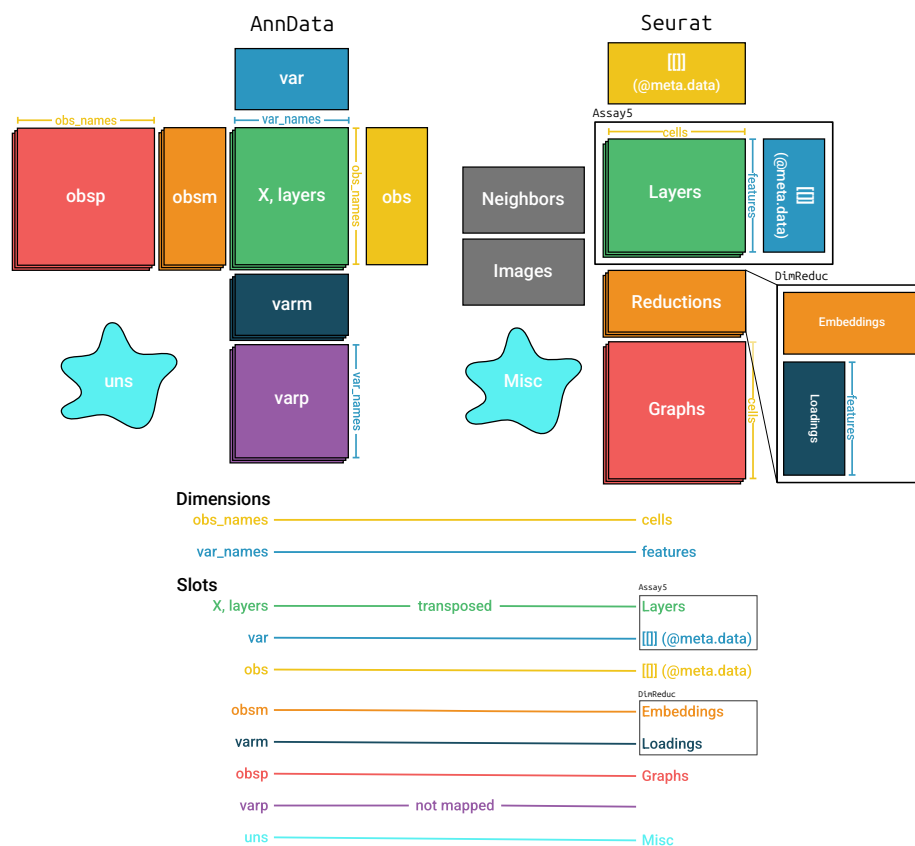 AnnData
Seurat
var
[[]]
(@meta.data)
Assay5
obs_names
var_names
cells
obsp
obsm
X, layers
obs_names
obs
Neighbors
Layers
features
[[]]
(@meta.data)
Images
varm
Reductions
DimReduc
Embeddings
uns
varp
var_names
Misc
Graphs
cells
Loadings
features
Dimensions
obs_names cells
var_names features
Slots
Assay5
X, layers transposed Layers
var [[]] (@meta.data)
obs [[]] (@meta.data)
DimReduc
obsm Embeddings
varm Loadings
obsp Graphs
varp not mapped
uns Misc